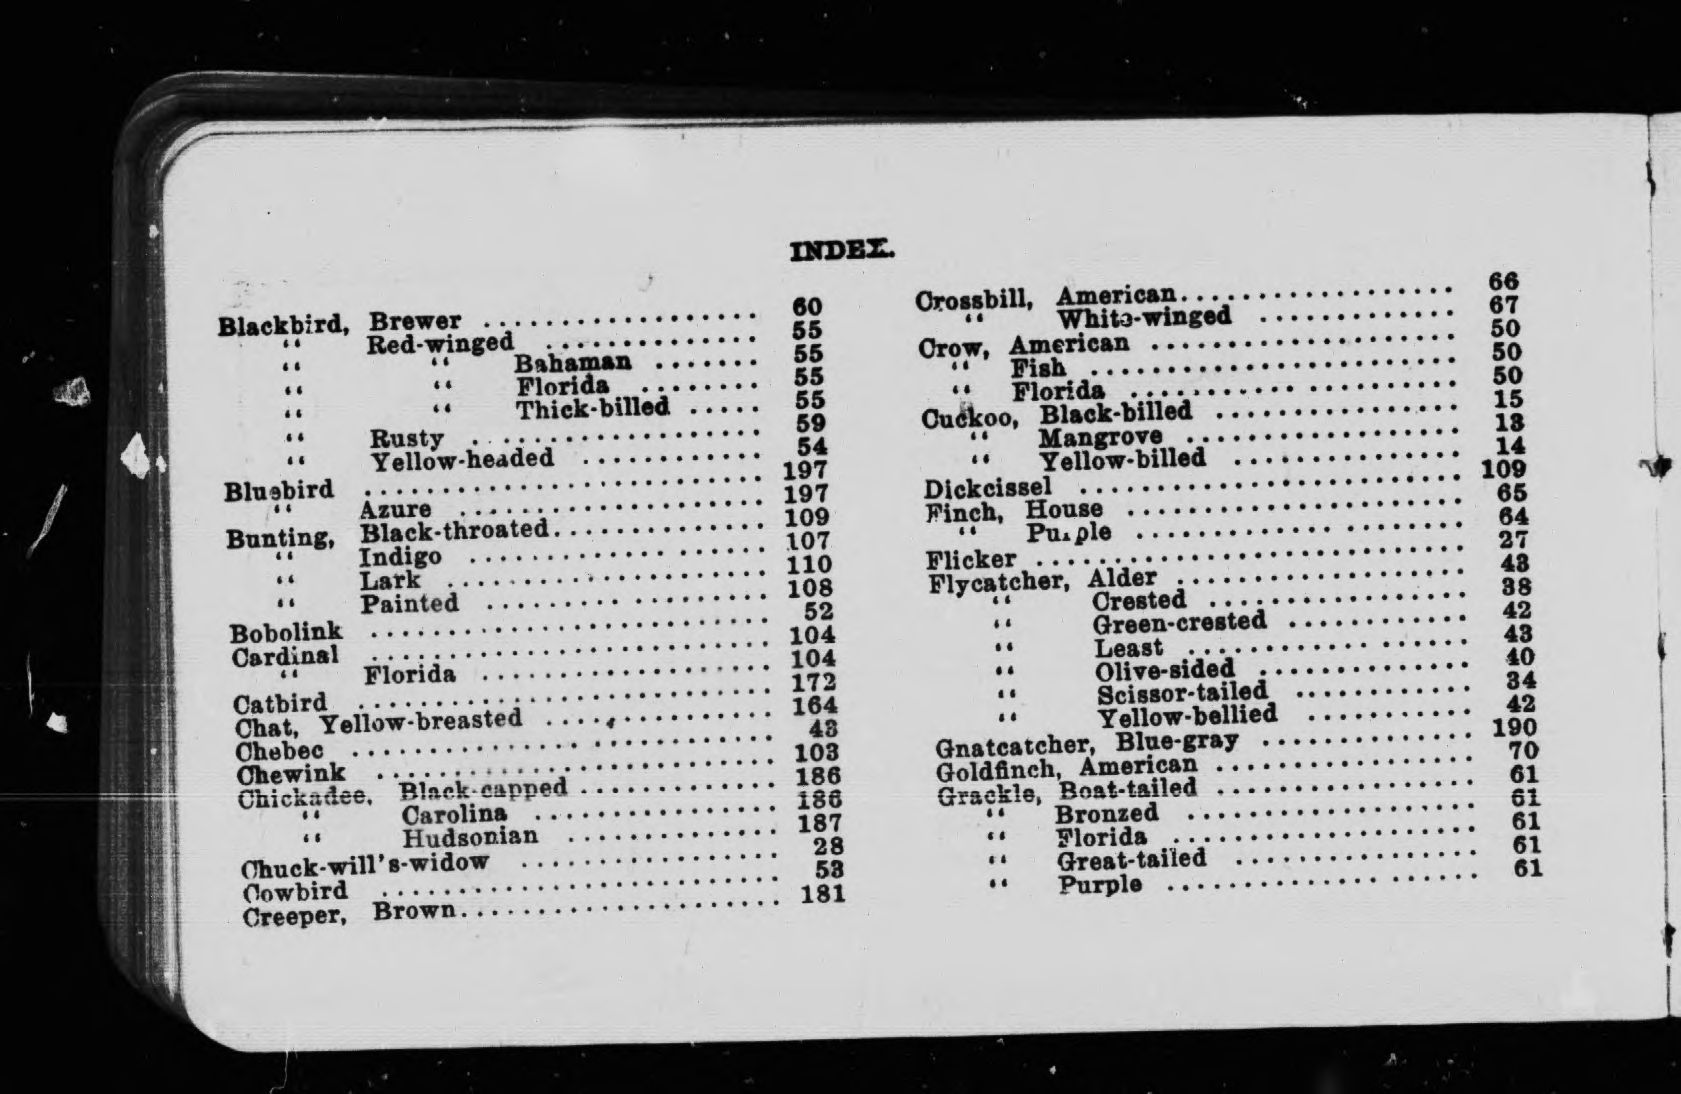 INDEX.
Blackbird, Brewer .................. 60
“ Red-winged .............. 55
“ “ Bahaman ....... 55
“ “ Florida ........ 55
“ “ Thick-billed ..... 55
“ Rusty ................... 59
“ Yellow-headed ............ 54
Bluebird .......................... 197
“ Azure .................... 197
Bunting, Black-throated.............. 109
“ Indigo .................... 107
“ Lark ..................... 110
“ Painted ................... 108
Bobolink .......................... 52
Cardinal .......................... 104
“ Florida ................... 104
Catbird ........................... 172
Chat, Yellow-breasted ............... 164
Chebec ............................ 43
Chewink .......................... 103
Chickadee, Black-capped ............. 186
“ Carolina ................ 186
“ Hudsonian .............. 187
Chuck-will's-widow ................. 28
Cowbird .......................... 53
Creeper, Brown..................... 181
Crossbill, American.................. 66
“ White-winged ............. 67
Crow, American .................... 50
“ Fish ........................ 50
“ Florida ..................... 50
Cuckoo, Black-billed ................ 15
“ Mangrove .................. 13
“ Yellow-billed ............... 14
Dickcissel ......................... 109
Finch, House ...................... 65
“ Purple ...................... 64
Flicker ............................ 27
Flycatcher, Alder ................... 43
“ Crested ................. 38
“ Green-crested ............ 42
“ Least ................... 43
“ Olive-sided .............. 40
“ Scissor-tailed ............ 34
“ Yellow-bellied ........... 42
Gnatcatcher, Blue-gray .............. 190
Goldfinch, American ................. 70
Grackle, Boat-tailed ................. 61
“ Bronzed ................... 61
“ Florida .................... 61
“ Great-tailed ................ 61
“ Purple .................... 61